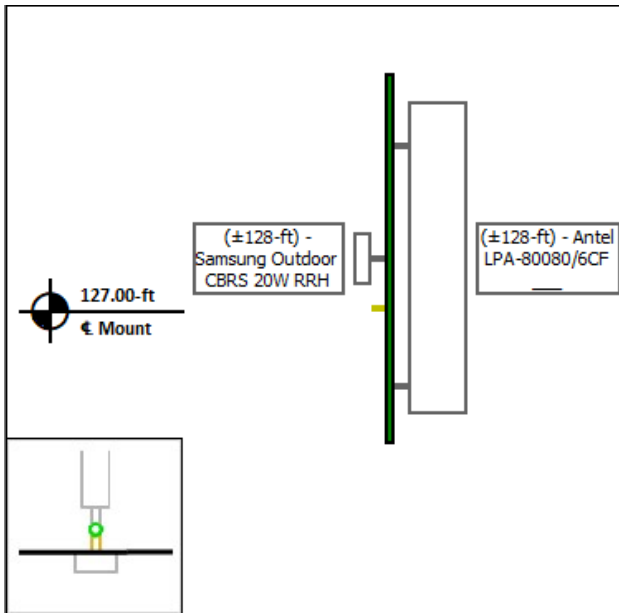 (±128-ft) -
Samsung Outdoor
CBRS 20W RRH
(±128-ft) - Antel
LPA-80080/6CF
127.00-ft
℄ Mount